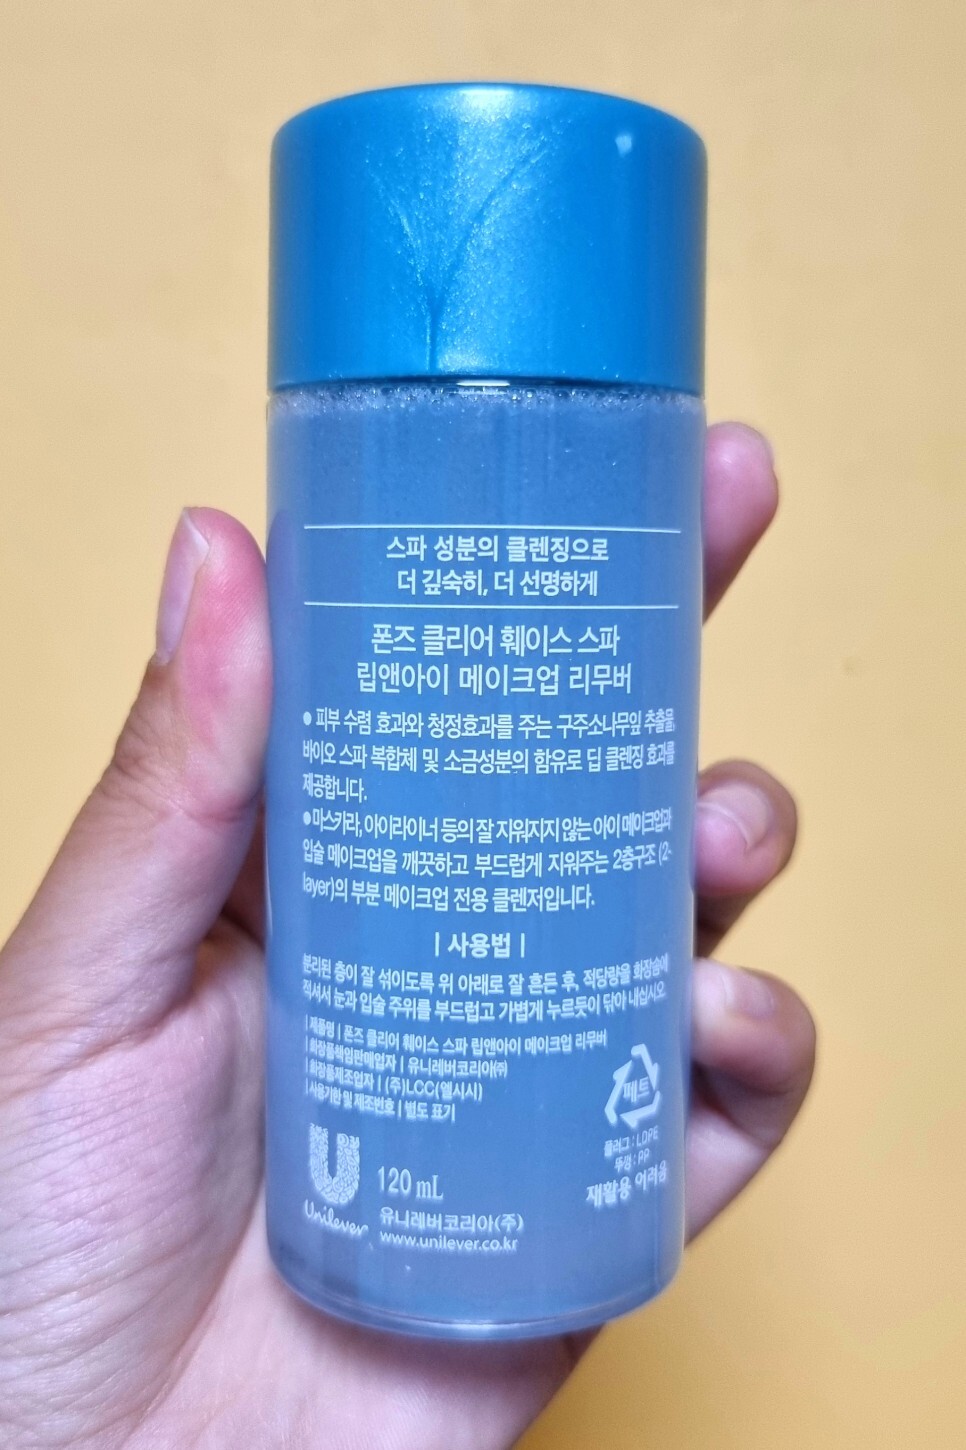 스파 성분의 클렌징으로
더 깊숙히, 더 선명하게
폰즈 클리어 훼이스 스파
립앤아이 메이크업 리무버
● 피부 수렴 효과와 청정효과를 주는 구주소나무잎 추출물,
바이오 스파 복합체 및 소금성분의 함유로 딥 클렌징 효과를
제공합니다.
●마스카라, 아이라이너 등의 잘 지워지지 않는 아이 메이크업과
입술 메이크업을 깨끗하고 부드럽게 지워주는 2층구조 (2-
layer)의 부분 메이크업 전용 클렌저입니다.
| 사용법 |
분리된 층이 잘 섞이도록 위 아래로 잘 흔든 후, 적당량을 화장솜에
적셔서 눈과 입술 주위를 부드럽고 가볍게 누르듯이 닦아 내십시오.
| 제품명 | 폰즈 클리어 훼이스 스파 립앤아이 메이크업 리무버
| 화장품책임판매업자 | 유니레버코리아㈜
| 화장품제조업자 | (주)LCC(엘시시)
| 사용기한 및 제조번호 | 별도 표기
페트
플러그 : LDPE
뚜껑 : PP
재활용 어려움
Unilever
120 mL
유니레버코리아(주)
www.unilever.co.kr